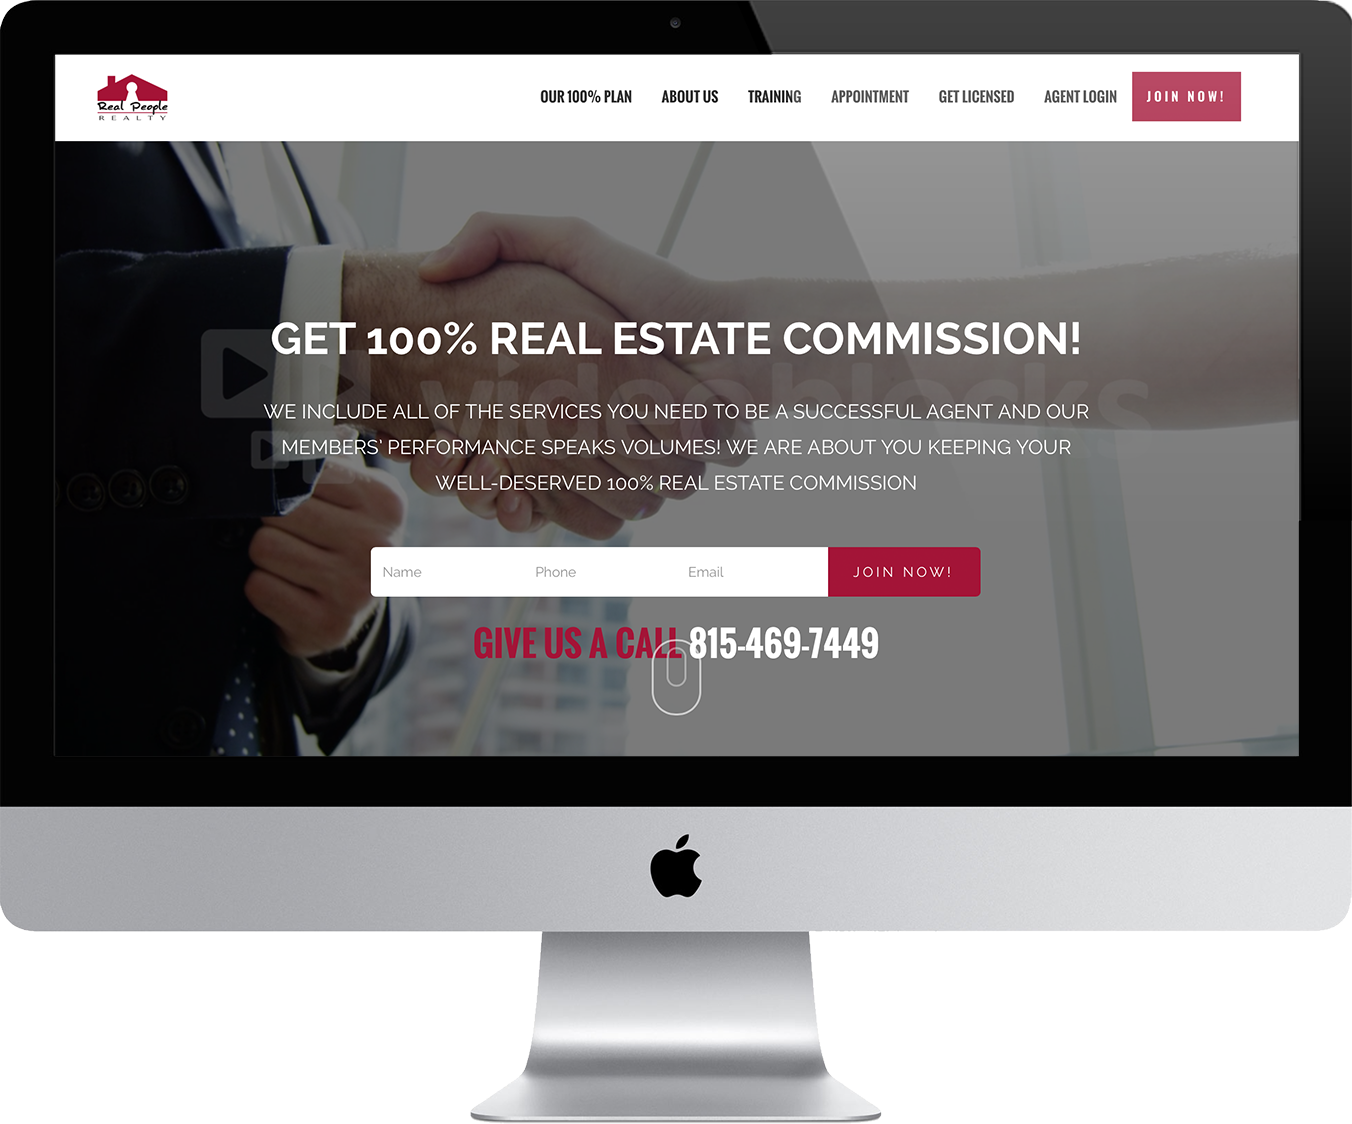 Real People
REALTY
OUR 100% PLAN
ABOUT US
TRAINING
APPOINTMENT
GET LICENSED
AGENT LOGIN
JOIN NOW!
GET 100% REAL ESTATE COMMISSION!
videoblocks
WE INCLUDE ALL OF THE SERVICES YOU NEED TO BE A SUCCESSFUL AGENT AND OUR
MEMBERS' PERFORMANCE SPEAKS VOLUMES! WE ARE ABOUT YOU KEEPING YOUR
WELL-DESERVED 100% REAL ESTATE COMMISSION
Name
Phone
Email
JOIN NOW!
GIVE US A CALL 815-469-7449